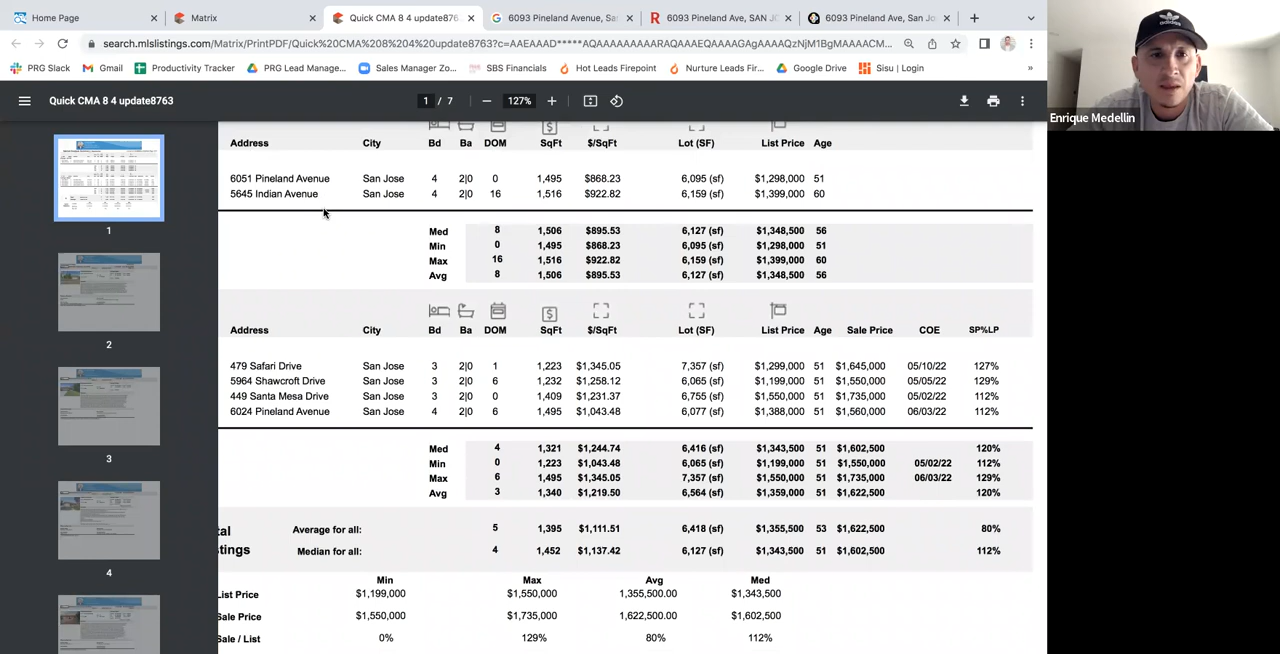 Home Page
Matrix
Quick CMA 8 4 update876
6093 Pineland Avenue, Sa
6093 Pineland Ave, SAN JO
6093 Pineland Ave, San Jo
search.mlslistings.com/Matrix/PrintPDF/Quick%20CMA%208%204%20update8763?c=AAEAAAD*****AQAAAAAAAAARAQAAAEQAAAAGAgAAAAQzNjM1BgMAAAACM...
PRG Slack
Gmail
Productivity Tracker
PRG Lead Manage...
Sales Manager Zo...
SBS Financials
Hot Leads Firepoint
Nurture Leads Fir...
Google Drive
Sisu | Login
»
Quick CMA 8 4 update8763
1 / 7
127%
Enrique Medellin
1
2
3
4
Address City Bd Ba DOM SqFt $/SqFt Lot (SF) List Price Age
6051 Pineland Avenue San Jose 4 2|0 0 1,495 $868.23 6,095 (sf) $1,298,000 51
5645 Indian Avenue San Jose 4 2|0 16 1,516 $922.82 6,159 (sf) $1,399,000 60
Med 8 1,506 $895.53 6,127 (sf) $1,348,500 56
Min 0 1,495 $868.23 6,095 (sf) $1,298,000 51
Max 16 1,516 $922.82 6,159 (sf) $1,399,000 60
Avg 8 1,506 $895.53 6,127 (sf) $1,348,500 56
Address City Bd Ba DOM SqFt $/SqFt Lot (SF) List Price Age Sale Price COE SP%LP
479 Safari Drive San Jose 3 2|0 1 1,223 $1,345.05 7,357 (sf) $1,299,000 51 $1,645,000 05/10/22 127%
5964 Shawcroft Drive San Jose 3 2|0 6 1,232 $1,258.12 6,065 (sf) $1,199,000 51 $1,550,000 05/05/22 129%
449 Santa Mesa Drive San Jose 3 2|0 0 1,409 $1,231.37 6,755 (sf) $1,550,000 51 $1,735,000 05/02/22 112%
6024 Pineland Avenue San Jose 4 2|0 6 1,495 $1,043.48 6,077 (sf) $1,388,000 51 $1,560,000 06/03/22 112%
Med 4 1,321 $1,244.74 6,416 (sf) $1,343,500 51 $1,602,500 120%
Min 0 1,223 $1,043.48 6,065 (sf) $1,199,000 51 $1,550,000 05/02/22 112%
Max 6 1,495 $1,345.05 7,357 (sf) $1,550,000 51 $1,735,000 06/03/22 129%
Avg 3 1,340 $1,219.50 6,564 (sf) $1,359,000 51 $1,622,500 120%
tal Average for all: 5 1,395 $1,111.51 6,418 (sf) $1,355,500 53 $1,622,500 80%
tings Median for all: 4 1,452 $1,137.42 6,127 (sf) $1,343,500 51 $1,602,500 112%
Min Max Avg Med
List Price $1,199,000 $1,550,000 1,355,500.00 $1,343,500
Sale Price $1,550,000 $1,735,000 1,622,500.00 $1,602,500
Sale / List 0% 129% 80% 112%